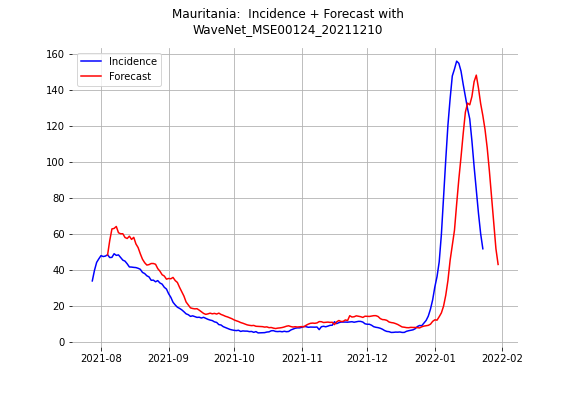 Mauritania:  Incidence + Forecast with
WaveNet_MSE00124_20211210
Incidence
Forecast
160
140
120
100
80
60
40
20
0
2021-08 2021-09 2021-10 2021-11 2021-12 2022-01 2022-02